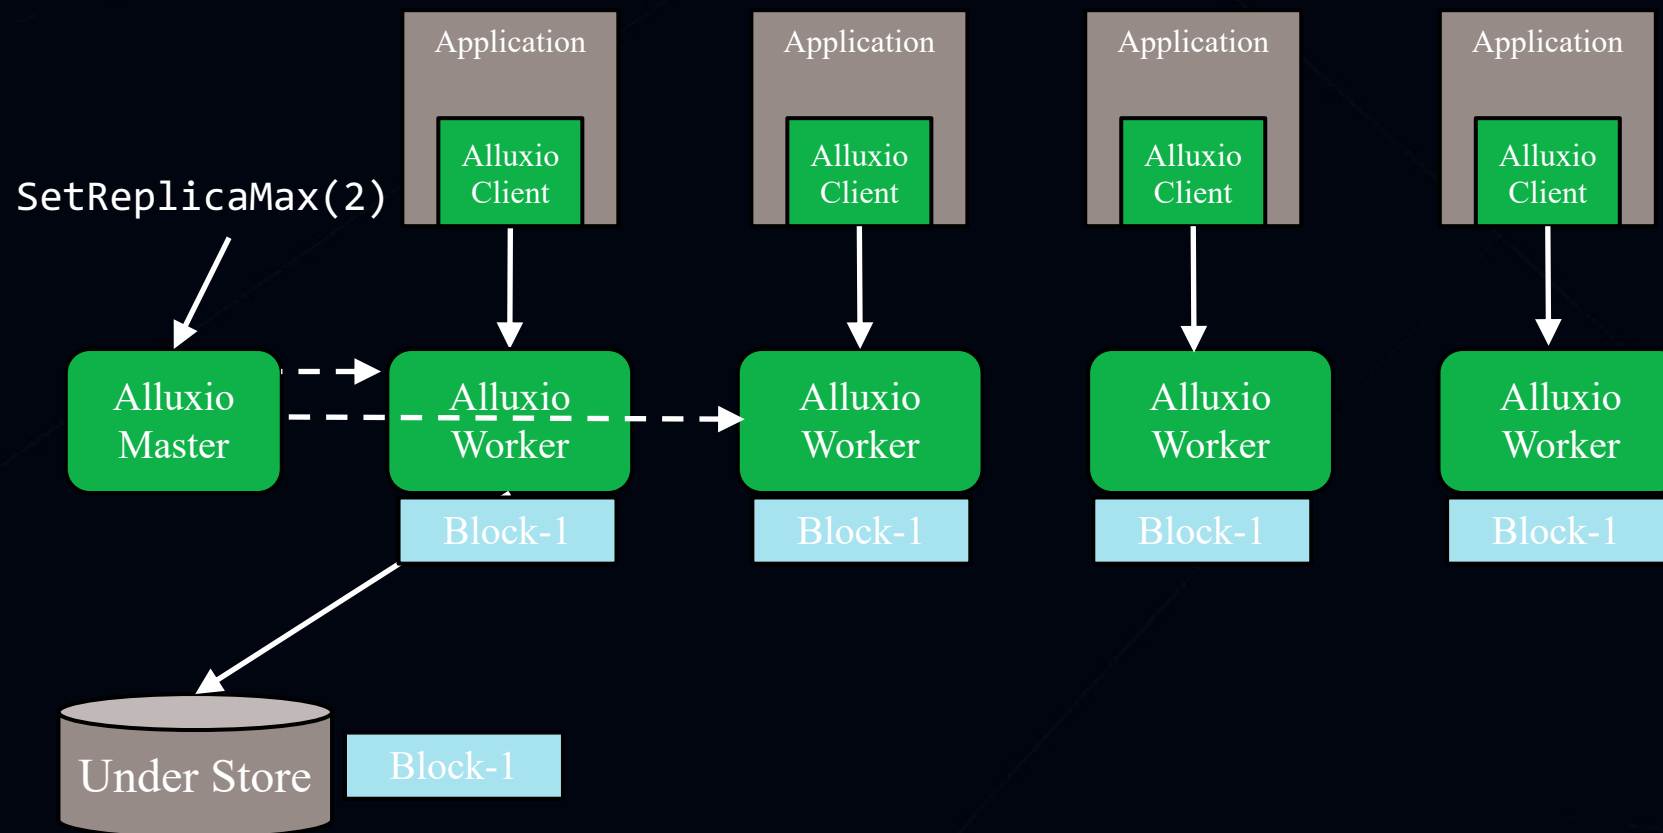 Application
Application
Application
Application
Alluxio
Client
Alluxio
Client
Alluxio
Client
Alluxio
Client
SetReplicaMax(2)
Alluxio
Master
Alluxio
Worker
Alluxio
Worker
Alluxio
Worker
Alluxio
Worker
Block-1
Block-1
Block-1
Block-1
Under Store
Block-1